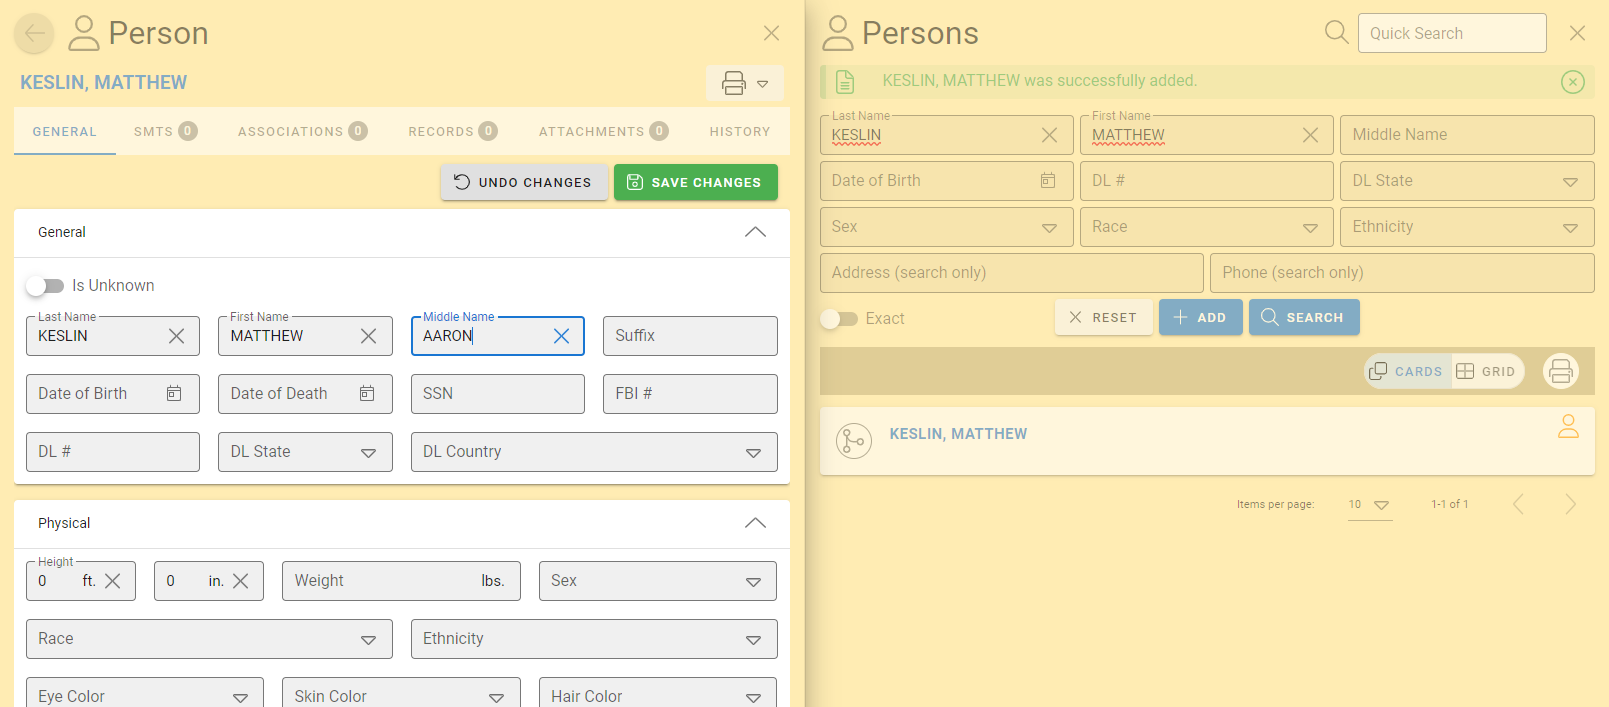 Person
KESLIN, MATTHEW
GENERAL SMTS 0 ASSOCIATIONS 0 RECORDS 0 ATTACHMENTS 0 HISTORY
UNDO CHANGES SAVE CHANGES
General
Is Unknown
Last Name First Name Middle Name
KESLIN MATTHEW AARON Suffix
Date of Birth Date of Death SSN FBI #
DL # DL State DL Country
Physical
Height
0 ft. 0 in. Weight lbs. Sex
Race Ethnicity
Eye Color Skin Color Hair Color
Persons Quick Search
KESLIN, MATTHEW was successfully added.
Last Name First Name
KESLIN MATTHEW Middle Name
Date of Birth DL # DL State
Sex Race Ethnicity
Address (search only) Phone (search only)
Exact RESET ADD SEARCH
CARDS GRID
KESLIN, MATTHEW
Items per page: 10 1-1 of 1